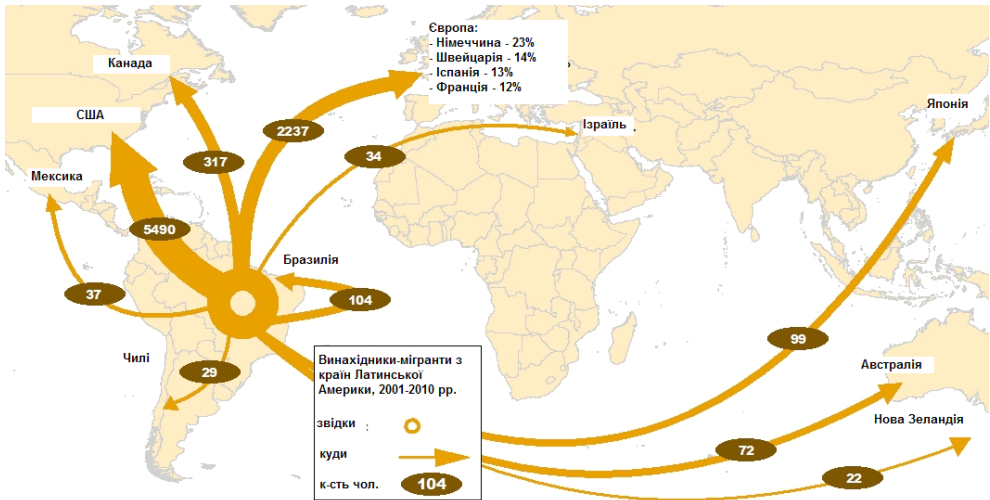 Європа:
- Німеччина - 23%
- Швейцарія - 14%
- Іспанія - 13%
- Франція - 12%
Канада
США
Мексика
Ізраїль
Японія
2237
317
34
5490
Бразилія
37
104
99
Чилі
29
Австралія
Нова Зеландія
72
22
Винахідники-мігранти з
країн Латинської
Америки, 2001-2010 рр.
звідки :
куди
к-сть чол. 104